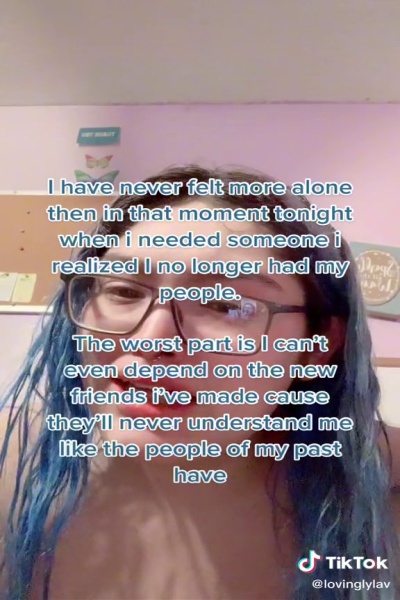 I have never felt more alone
then in that moment tonight
when i needed someone i
realized I no longer had my
people.
The worst part is I can't
even depend on the new
friends i've made cause
they'll never understand me
like the people of my past
have
TikTok
@lovinglylav